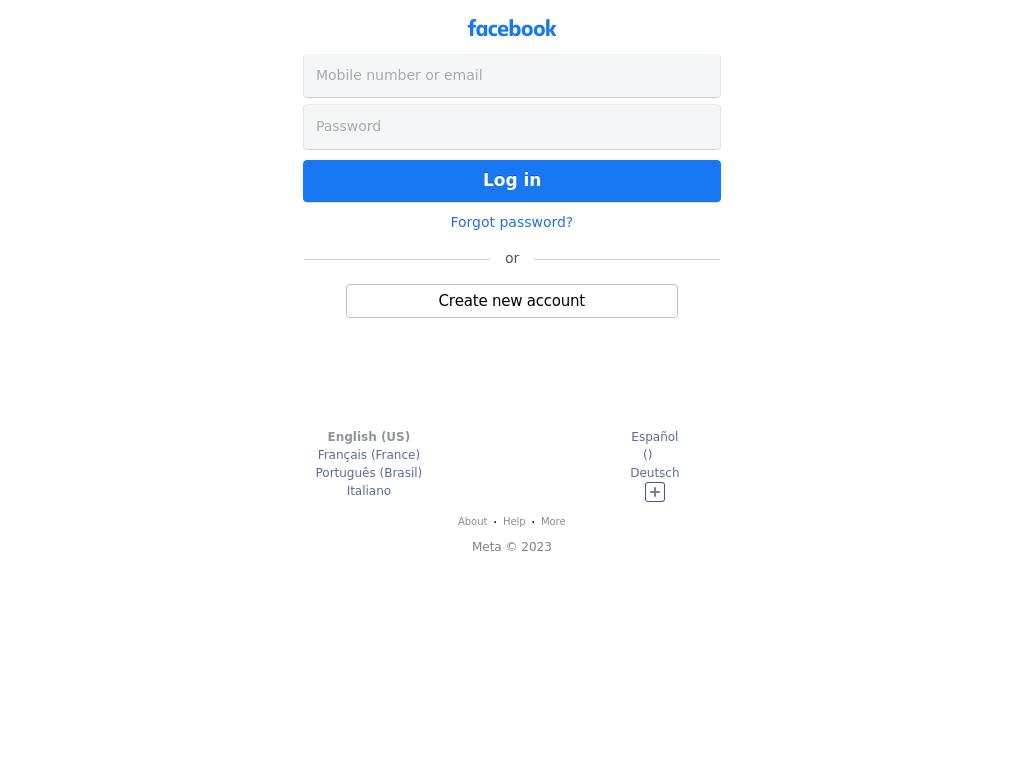 facebook
Mobile number or email
Password
Log in
Forgot password?
or
Create new account
English (US)
Español
Français (France)
()
Português (Brasil)
Deutsch
Italiano
About · Help · More
Meta © 2023